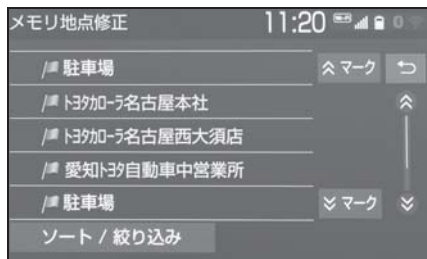 メモリ地点修正 11:20
駐車場 マーク
ﾄﾖﾀｶﾛｰﾗ名古屋本社
ﾄﾖﾀｶﾛｰﾗ名古屋西大須店
愛知ﾄﾖﾀ自動車中営業所
駐車場 マーク
ソート / 絞り込み